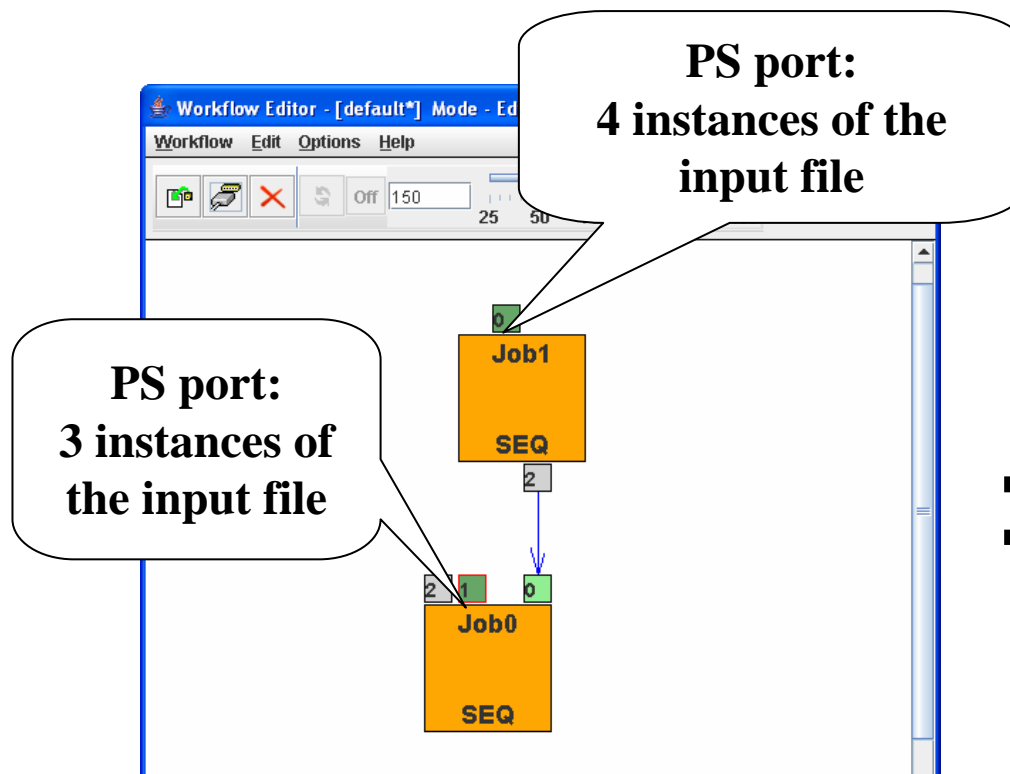 PS port:
4 instances of the
input file
Workflow Editor - [default*] Mode - Ed
Workflow Edit Options Help
Off 150
25 50
0
Job1
SEQ
2
PS port:
3 instances of
the input file
2 1 0
Job0
SEQ